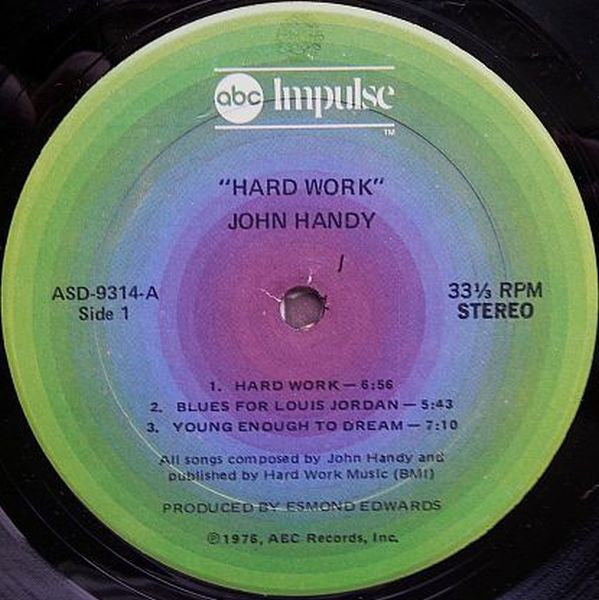 abc Impulse
TM
"HARD WORK"
JOHN HANDY
ASD-9314-A
Side 1
33⅓ RPM
STEREO
1. HARD WORK — 6:56
2. BLUES FOR LOUIS JORDAN — 5:43
3. YOUNG ENOUGH TO DREAM — 7:10
All songs composed by John Handy and
published by Hard Work Music (BMI)
PRODUCED BY ESMOND EDWARDS
℗1976, ABC Records, Inc.